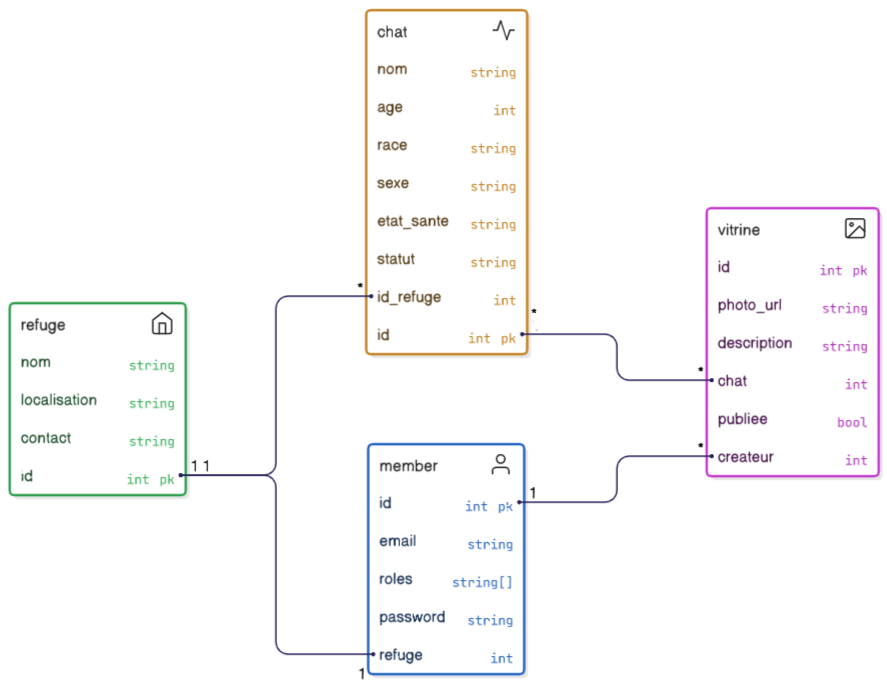 chat
nom string
age int
race string
sexe string
etat_sante string
statut string
* id_refuge int
id int pk *
refuge
nom string
localisation string
contact string
id int pk 1 1
member
id int pk 1
email string
roles string[]
password string
refuge int
1
vitrine
id int pk
photo_url string
description string
* chat int
publiee bool
* createur int